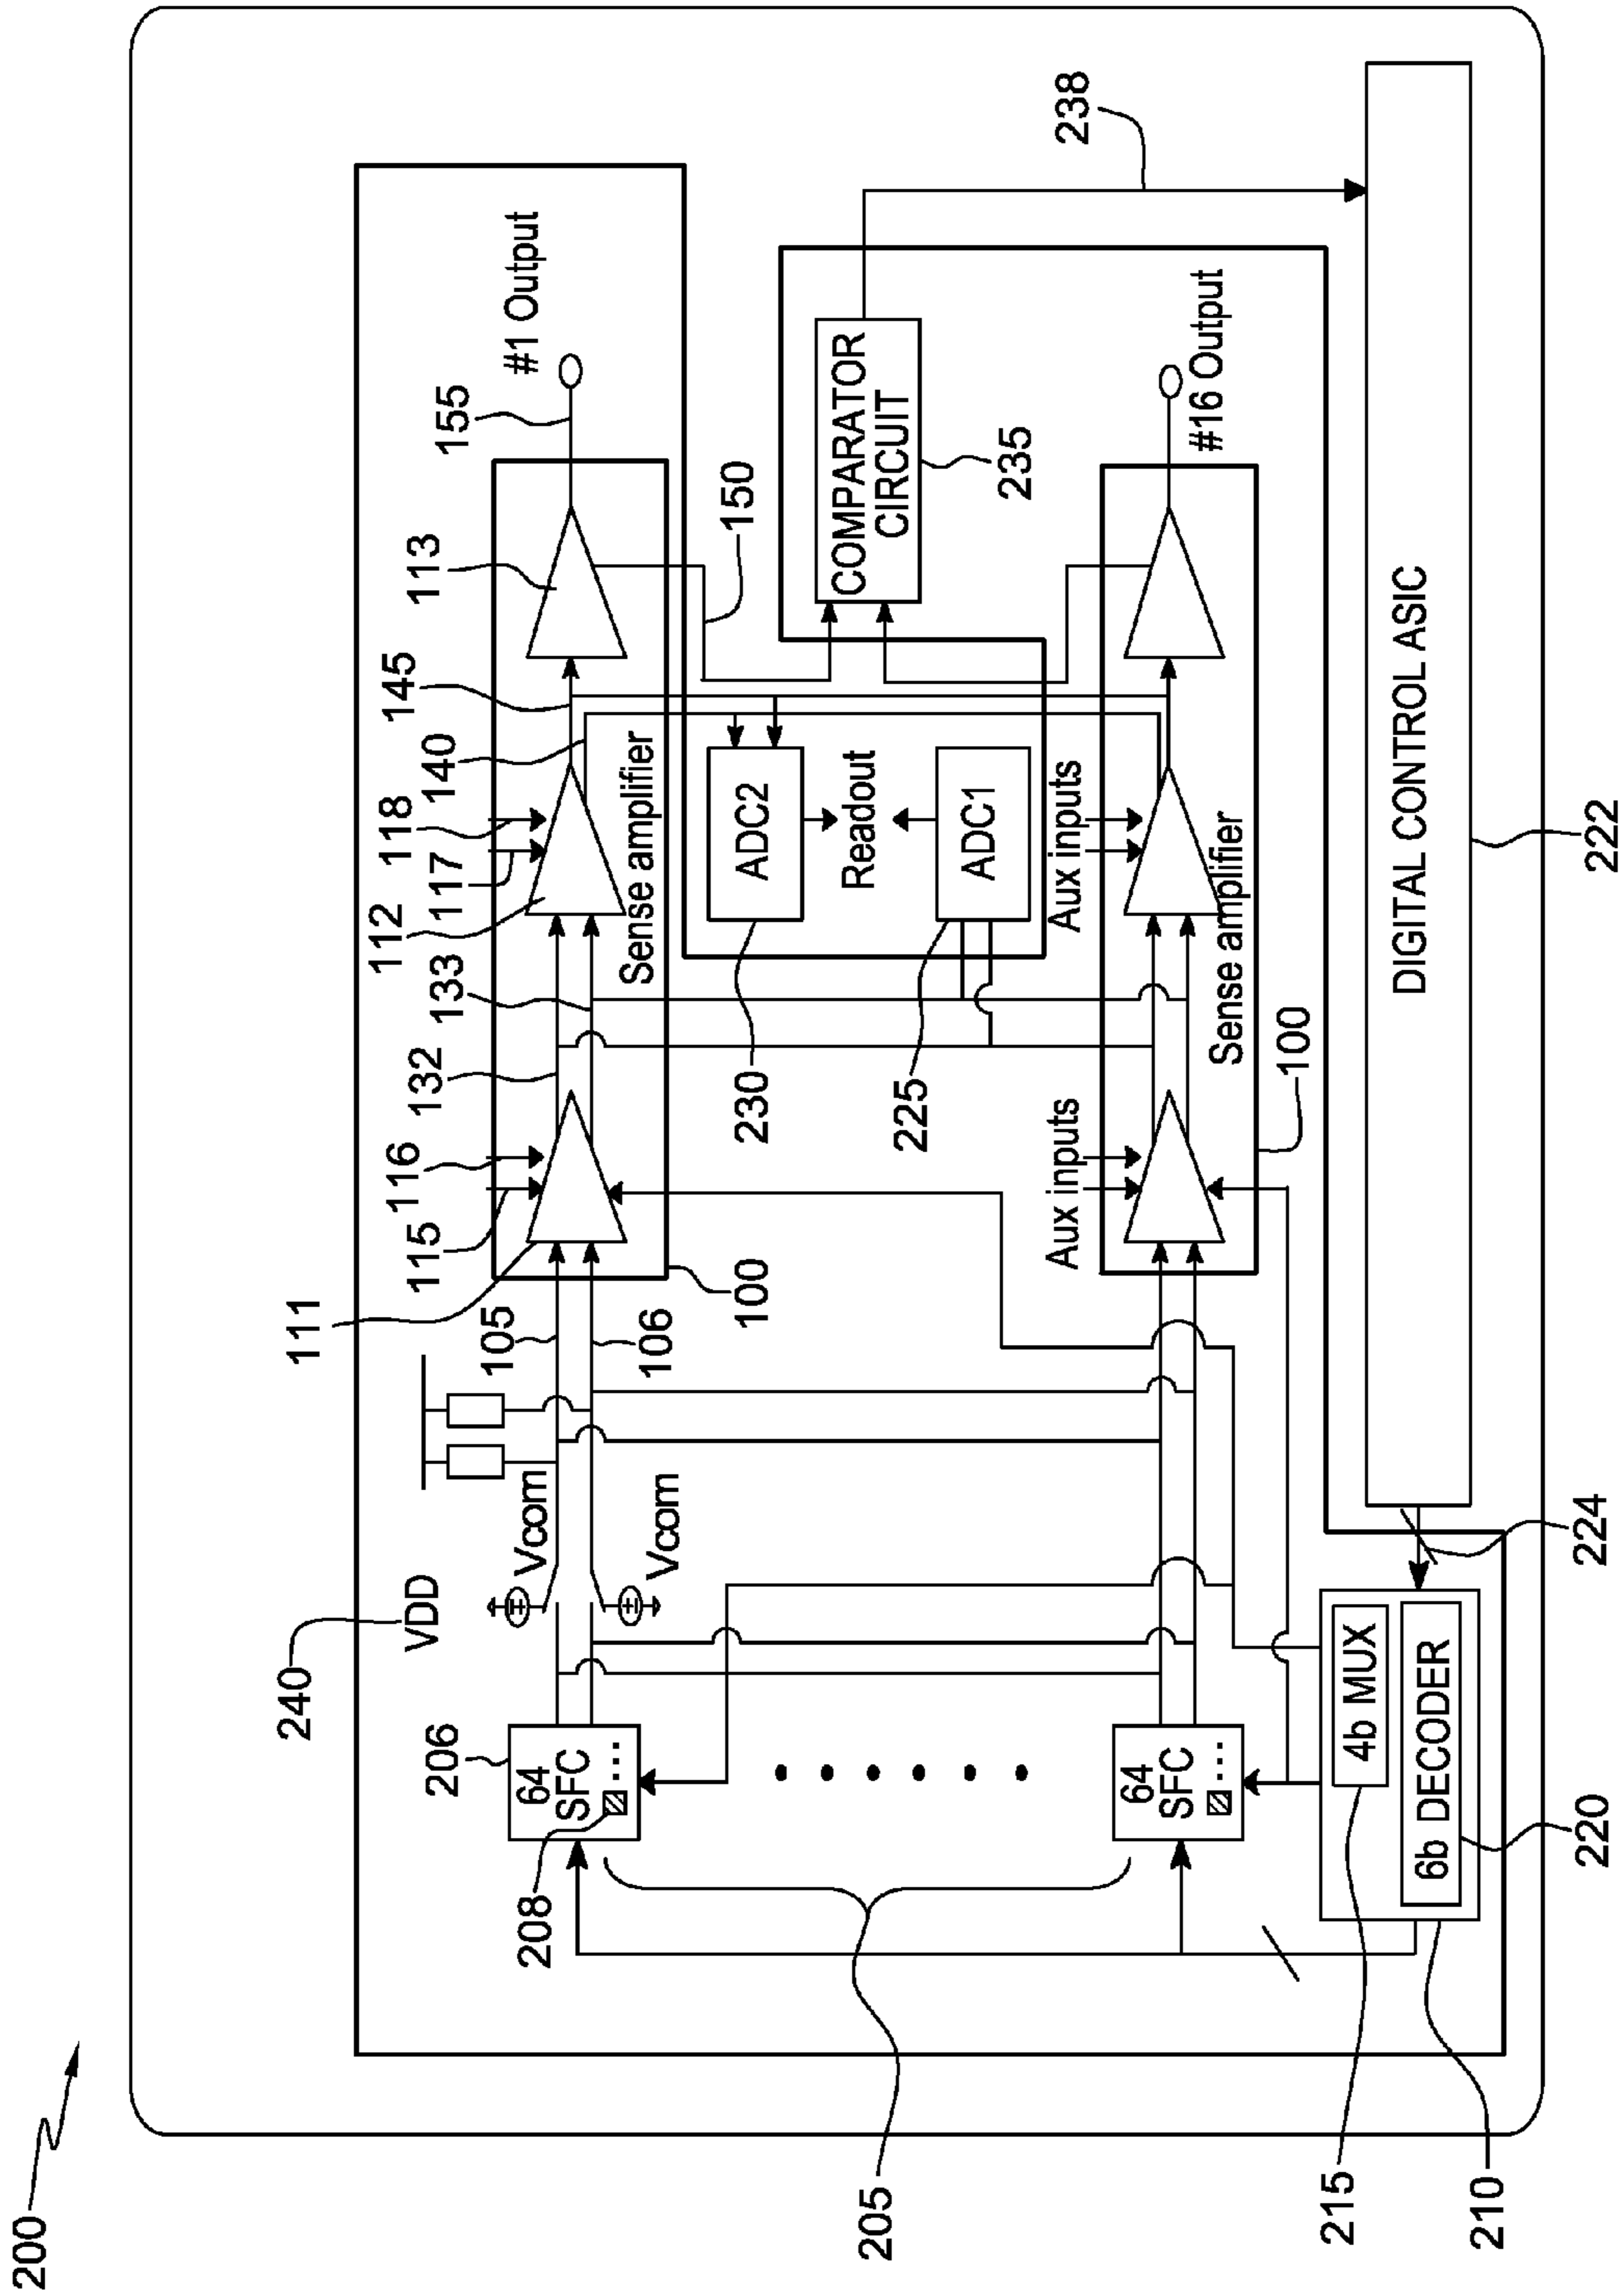 200
240
VDD
Vcom
Vcom
206
64
SFC
...
208
205
64
SFC
...
4b MUX
6b DECODER
215
220
210
224
222
DIGITAL CONTROL ASIC
111
105
106
100
115
116
132
133
112
117
118
140
145
Sense amplifier
113
155
#1 Output
150
COMPARATOR
CIRCUIT
235
238
ADC2
230
Readout
ADC1
225
Aux inputs
Aux inputs
Sense amplifier
100
#16 Output